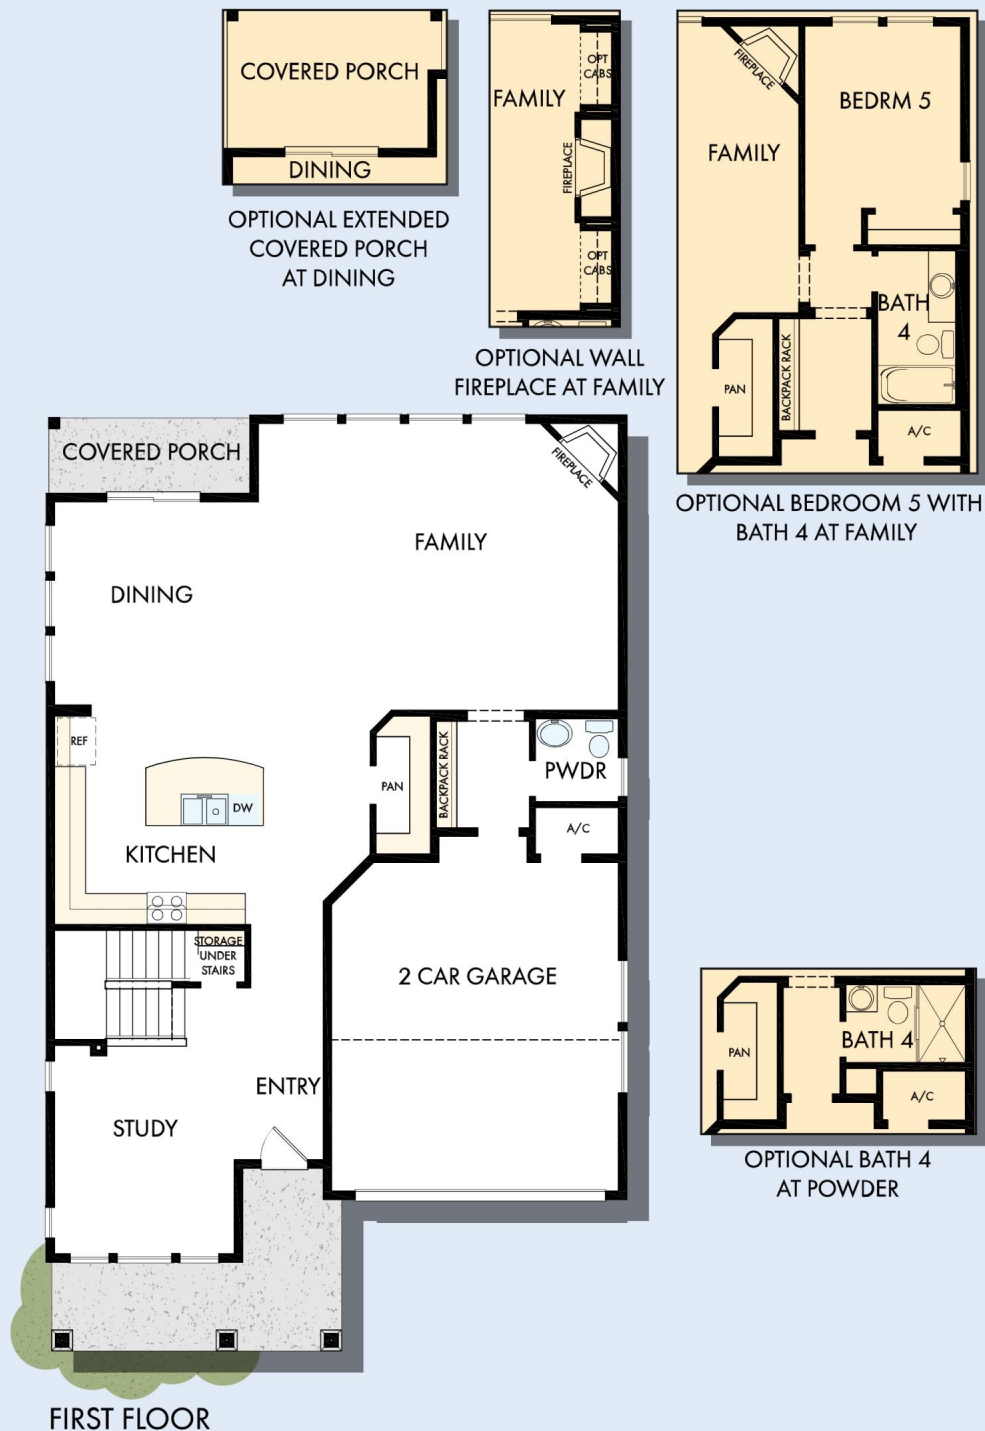 COVERED PORCH
DINING
OPTIONAL EXTENDED
COVERED PORCH
AT DINING
FAMILY
OPT
CABS
FIREPLACE
OPT
CABS
OPTIONAL WALL
FIREPLACE AT FAMILY
FIREPLACE
BEDRM 5
FAMILY
BATH
4
BACKPACK RACK
PAN
A/C
OPTIONAL BEDROOM 5 WITH
BATH 4 AT FAMILY
COVERED PORCH
FIREPLACE
FAMILY
DINING
REF
BACKPACK RACK
PWDR
PAN
DW
A/C
KITCHEN
STORAGE
UNDER
STAIRS
2 CAR GARAGE
ENTRY
STUDY
BATH 4
PAN
A/C
OPTIONAL BATH 4
AT POWDER
FIRST FLOOR